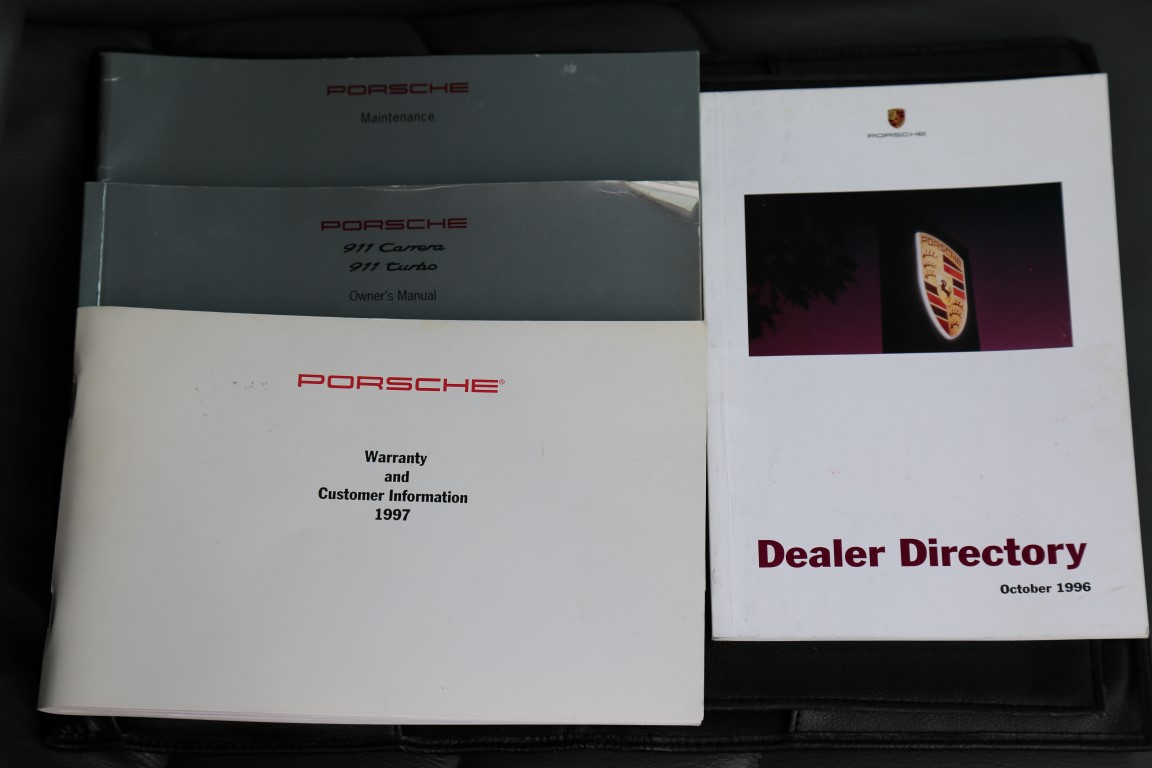 PORSCHE
Maintenance
PORSCHE
911 Carrera
911 turbo
Owner's Manual
PORSCHE®
Warranty
and
Customer Information
1997
PORSCHE
PORSCHE
Dealer Directory
October 1996